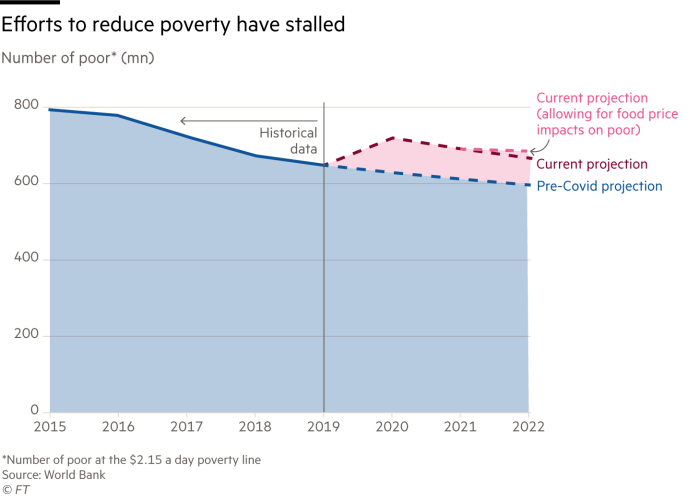 Efforts to reduce poverty have stalled
Number of poor* (mn)
800
600
400
200
0
Historical
data
Current projection
(allowing for food price
impacts on poor)
Current projection
Pre-Covid projection
2015 2016 2017 2018 2019 2020 2021 2022
*Number of poor at the $2.15 a day poverty line
Source: World Bank
© FT